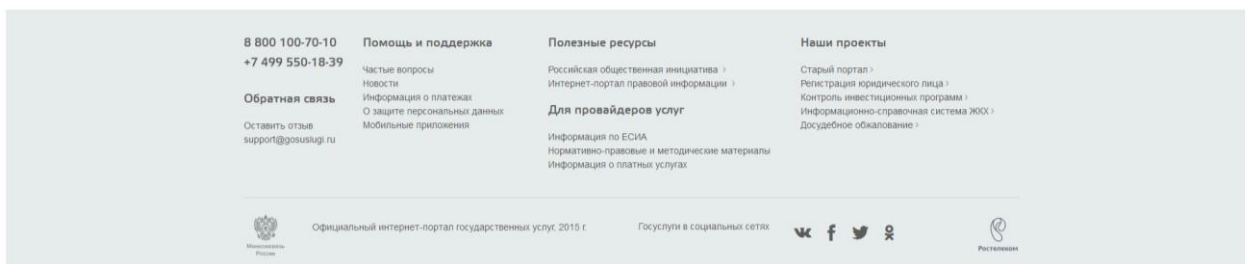 8 800 100-70-10
+7 499 550-18-39
Обратная связь
Оставить отзыв
support@gosuslugi.ru
Помощь и поддержка
Частые вопросы
Новости
Информация о платежах
О защите персональных данных
Мобильные приложения
Полезные ресурсы
Российская общественная инициатива ›
Интернет-портал правовой информации ›
Для провайдеров услуг
Информация по ЕСИА
Нормативно-правовые и методические материалы
Информация о платных услугах
Наши проекты
Старый портал ›
Регистрация юридического лица ›
Контроль инвестиционных программ ›
Информационно-справочная система ЖКХ ›
Досудебное обжалование ›
Минкомсвязь
России
Официальный интернет-портал государственных услуг, 2015 г.
Госуслуги в социальных сетях
Ростелеком